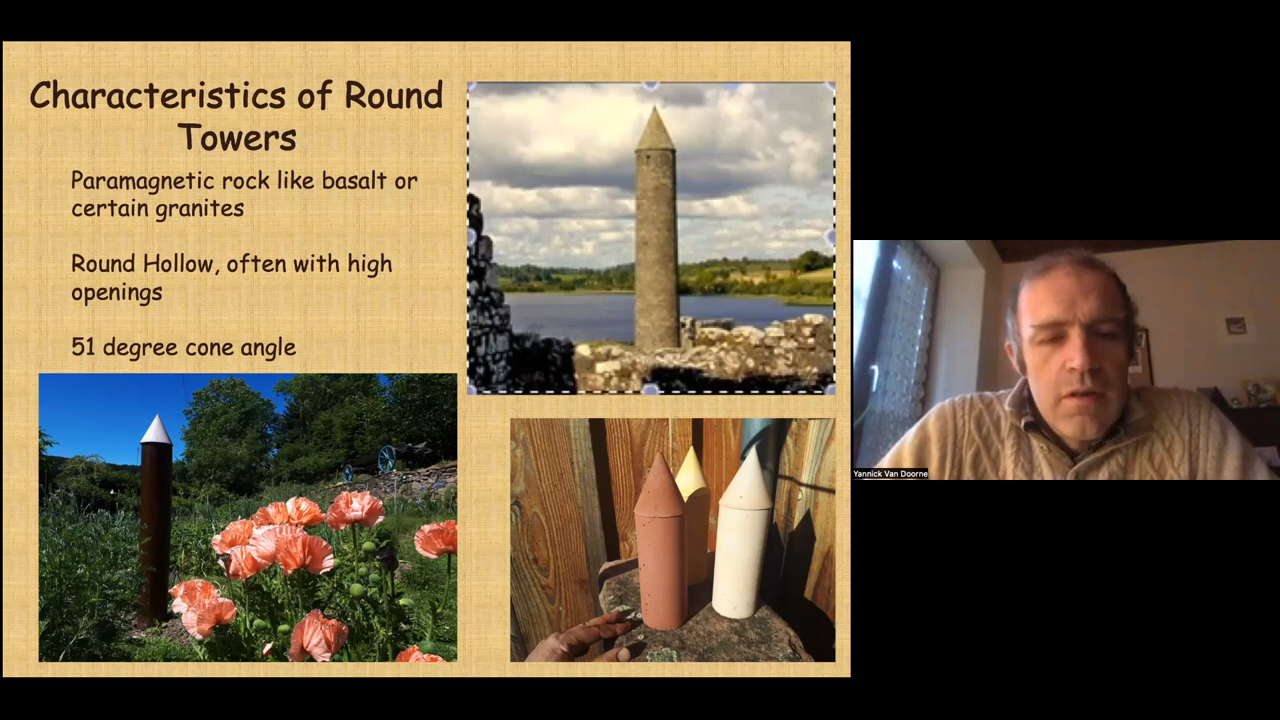 Characteristics of Round
Towers
Paramagnetic rock like basalt or
certain granites
Round Hollow, often with high
openings
51 degree cone angle
Yannick Van Doorne